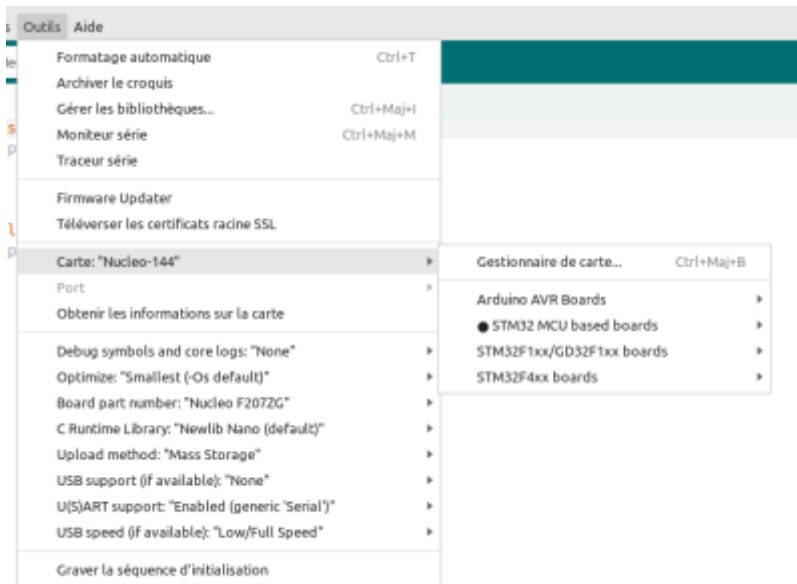 s Outils Aide
Formatage automatique Ctrl+T
Archiver le croquis
Gérer les bibliothèques... Ctrl+Maj+I
Moniteur série Ctrl+Maj+M
Traceur série
Firmware Updater
Téléverser les certificats racine SSL
Carte: "Nucleo-144"
Port
Obtenir les informations sur la carte
Debug symbols and core logs: "None"
Optimize: "Smallest (-Os default)"
Board part number: "Nucleo F207ZG"
C Runtime Library: "Newlib Nano (default)"
Upload method: "Mass Storage"
USB support (if available): "None"
U(S)ART support: "Enabled (generic 'Serial')"
USB speed (if available): "Low/Full Speed"
Graver la séquence d'initialisation
Gestionnaire de carte... Ctrl+Maj+B
Arduino AVR Boards
STM32 MCU based boards
STM32F1xx/GD32F1xx boards
STM32F4xx boards